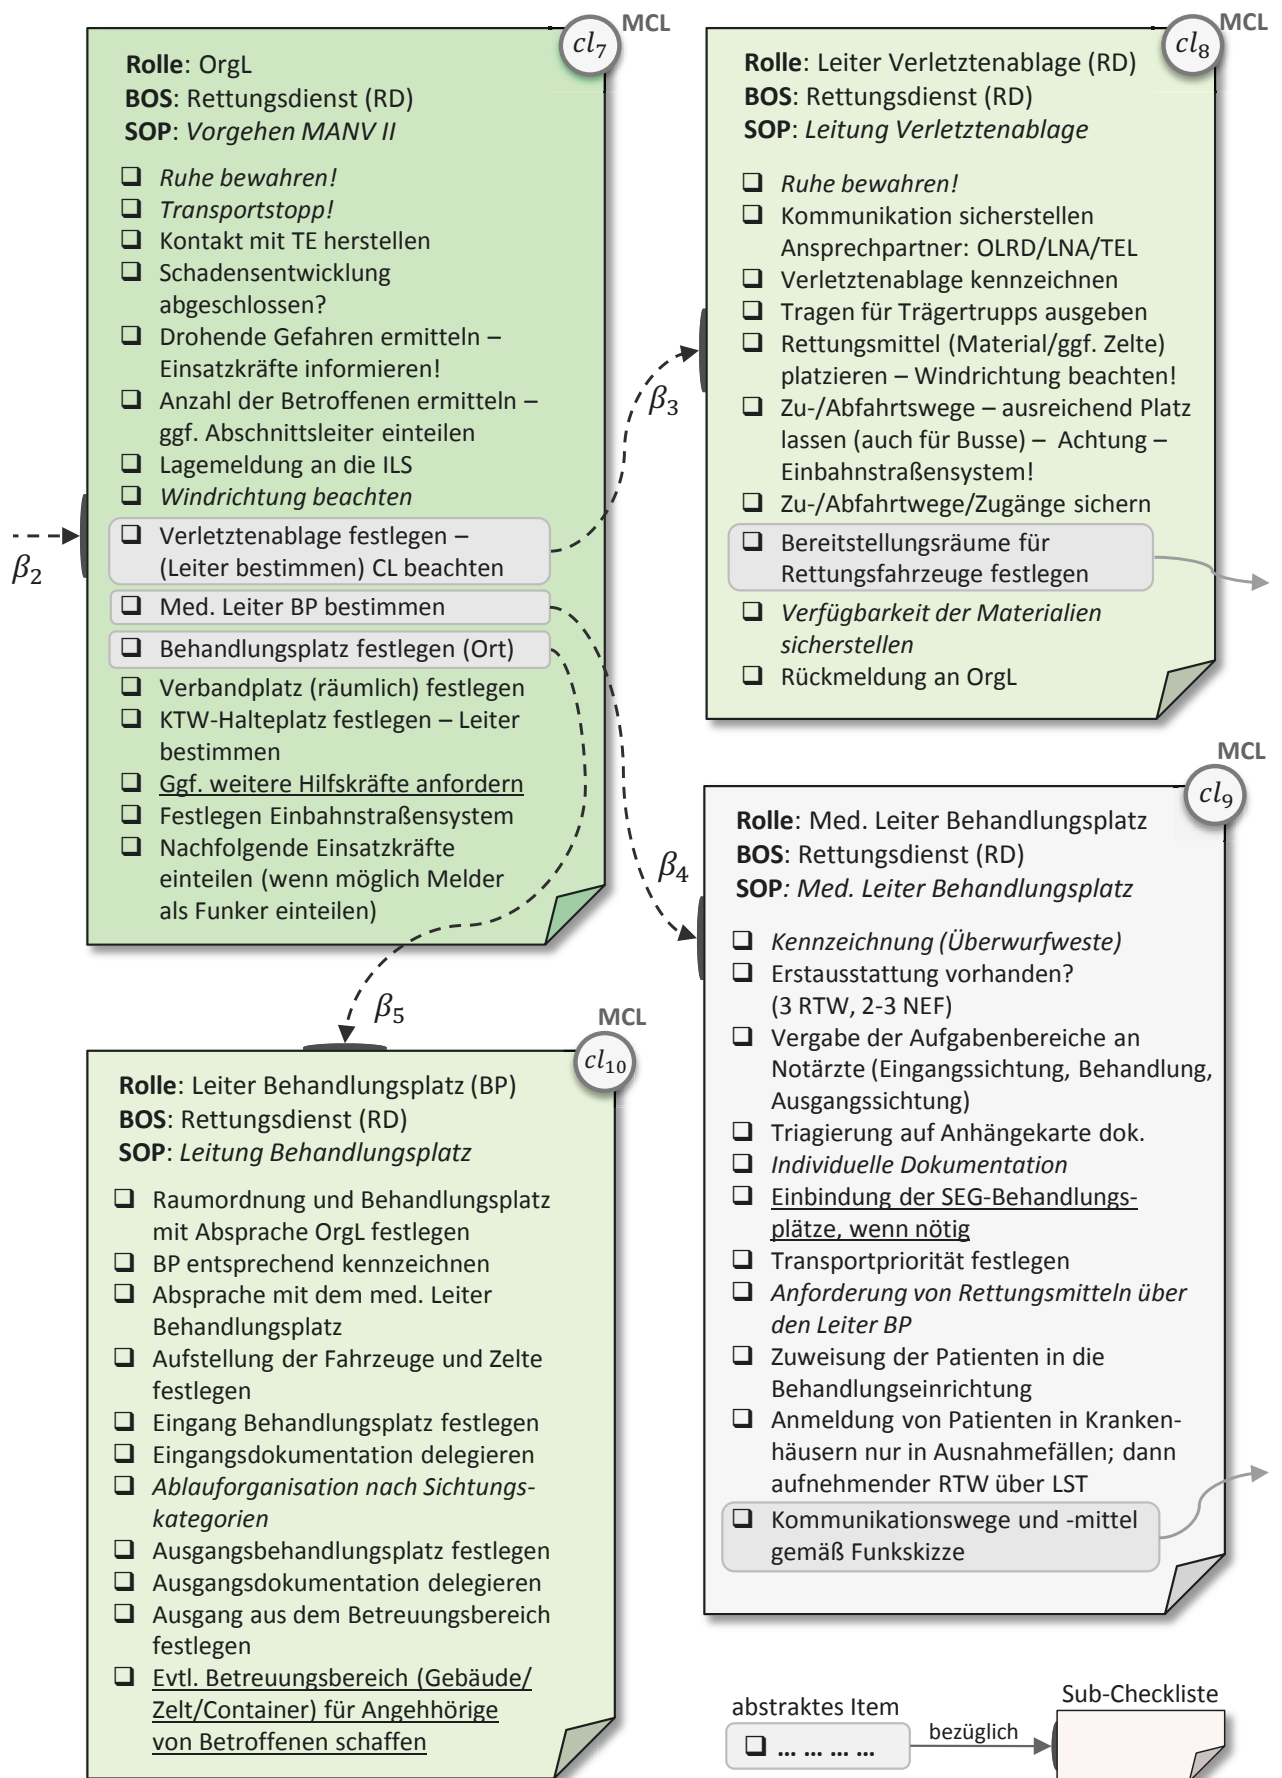 MCL
cl7
Rolle: OrgL
BOS: Rettungsdienst (RD)
SOP: Vorgehen MANV II
❑ Ruhe bewahren!
❑ Transportstopp!
❑ Kontakt mit TE herstellen
❑ Schadensentwicklung
abgeschlossen?
❑ Drohende Gefahren ermitteln –
Einsatzkräfte informieren!
❑ Anzahl der Betroffenen ermitteln –
ggf. Abschnittsleiter einteilen
❑ Lagemeldung an die ILS
❑ Windrichtung beachten
❑ Verletztenablage festlegen –
(Leiter bestimmen) CL beachten
❑ Med. Leiter BP bestimmen
❑ Behandlungsplatz festlegen (Ort)
❑ Verbandplatz (räumlich) festlegen
❑ KTW-Halteplatz festlegen – Leiter
bestimmen
❑ Ggf. weitere Hilfskräfte anfordern
❑ Festlegen Einbahnstraßensystem
❑ Nachfolgende Einsatzkräfte
einteilen (wenn möglich Melder
als Funker einteilen)
β2
β3
β4
β5
MCL
cl8
Rolle: Leiter Verletztenablage (RD)
BOS: Rettungsdienst (RD)
SOP: Leitung Verletztenablage
❑ Ruhe bewahren!
❑ Kommunikation sicherstellen
Ansprechpartner: OLRD/LNA/TEL
❑ Verletztenablage kennzeichnen
❑ Tragen für Trägertrupps ausgeben
❑ Rettungsmittel (Material/ggf. Zelte)
platzieren – Windrichtung beachten!
❑ Zu-/Abfahrtswege – ausreichend Platz
lassen (auch für Busse) – Achtung –
Einbahnstraßensystem!
❑ Zu-/Abfahrtwege/Zugänge sichern
❑ Bereitstellungsräume für
Rettungsfahrzeuge festlegen
❑ Verfügbarkeit der Materialien
sicherstellen
❑ Rückmeldung an OrgL
MCL
cl9
Rolle: Med. Leiter Behandlungsplatz
BOS: Rettungsdienst (RD)
SOP: Med. Leiter Behandlungsplatz
❑ Kennzeichnung (Überwurfweste)
❑ Erstausstattung vorhanden?
(3 RTW, 2-3 NEF)
❑ Vergabe der Aufgabenbereiche an
Notärzte (Eingangssichtung, Behandlung,
Ausgangssichtung)
❑ Triagierung auf Anhängekarte dok.
❑ Individuelle Dokumentation
❑ Einbindung der SEG-Behandlungs-
plätze, wenn nötig
❑ Transportpriorität festlegen
❑ Anforderung von Rettungsmitteln über
den Leiter BP
❑ Zuweisung der Patienten in die
Behandlungseinrichtung
❑ Anmeldung von Patienten in Kranken-
häusern nur in Ausnahmefällen; dann
aufnehmender RTW über LST
❑ Kommunikationswege und -mittel
gemäß Funkskizze
MCL
cl10
Rolle: Leiter Behandlungsplatz (BP)
BOS: Rettungsdienst (RD)
SOP: Leitung Behandlungsplatz
❑ Raumordnung und Behandlungsplatz
mit Absprache OrgL festlegen
❑ BP entsprechend kennzeichnen
❑ Absprache mit dem med. Leiter
Behandlungsplatz
❑ Aufstellung der Fahrzeuge und Zelte
festlegen
❑ Eingang Behandlungsplatz festlegen
❑ Eingangsdokumentation delegieren
❑ Ablauforganisation nach Sichtungs-
kategorien
❑ Ausgangsbehandlungsplatz festlegen
❑ Ausgangsdokumentation delegieren
❑ Ausgang aus dem Betreuungsbereich
festlegen
❑ Evtl. Betreuungsbereich (Gebäude/
Zelt/Container) für Angehhörige
von Betroffenen schaffen
abstraktes Item
❑ ... ... ... ...
bezüglich
Sub-Checkliste